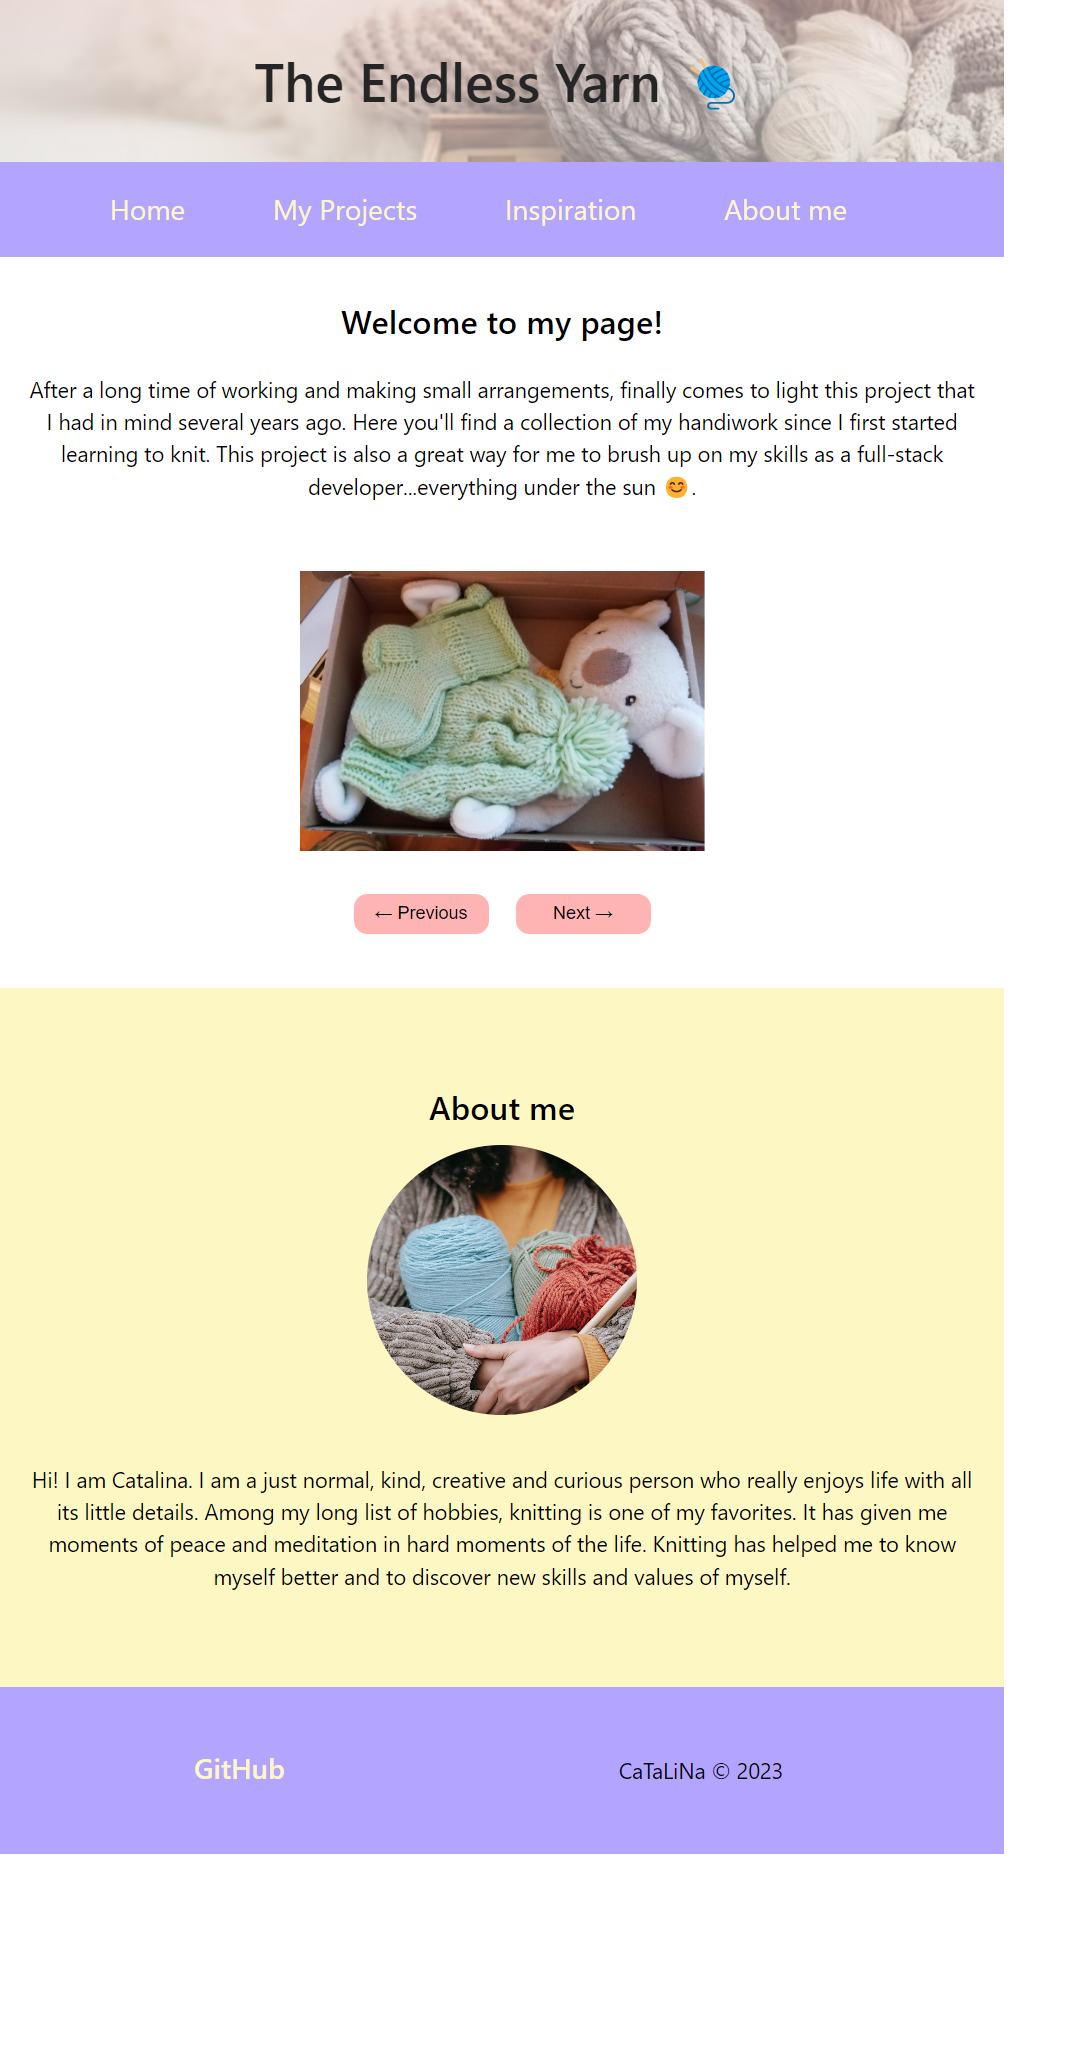 The Endless Yarn 🧶
Home My Projects Inspiration About me
Welcome to my page!
After a long time of working and making small arrangements, finally comes to light this project that
I had in mind several years ago. Here you'll find a collection of my handiwork since I first started
learning to knit. This project is also a great way for me to brush up on my skills as a full-stack
developer...everything under the sun 😊.
← Previous Next →
About me
Hi! I am Catalina. I am a just normal, kind, creative and curious person who really enjoys life with all
its little details. Among my long list of hobbies, knitting is one of my favorites. It has given me
moments of peace and meditation in hard moments of the life. Knitting has helped me to know
myself better and to discover new skills and values of myself.
GitHub CaTaLiNa © 2023